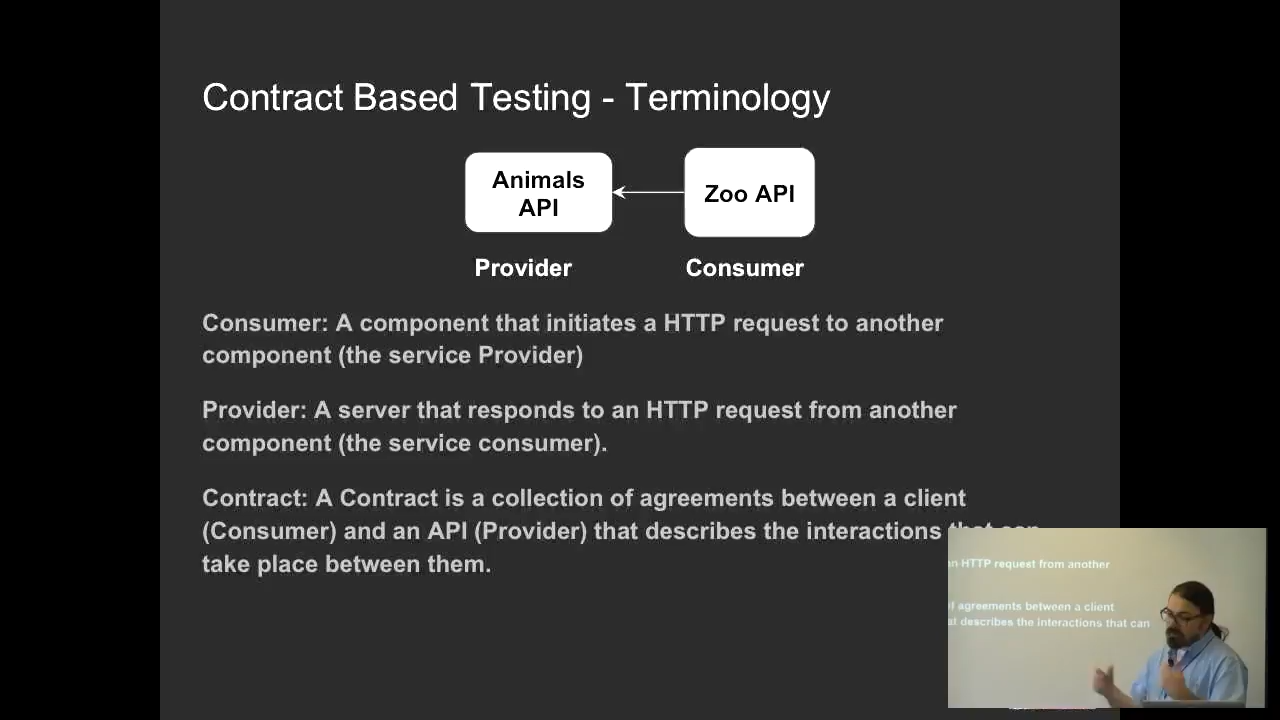 Contract Based Testing - Terminology
Animals
API
Zoo API
Provider
Consumer
Consumer: A component that initiates a HTTP request to another
component (the service Provider)
Provider: A server that responds to an HTTP request from another
component (the service consumer).
Contract: A Contract is a collection of agreements between a client
(Consumer) and an API (Provider) that describes the interactions that can
take place between them.
HTTP request from another
agreements between a client
describes the interactions that can